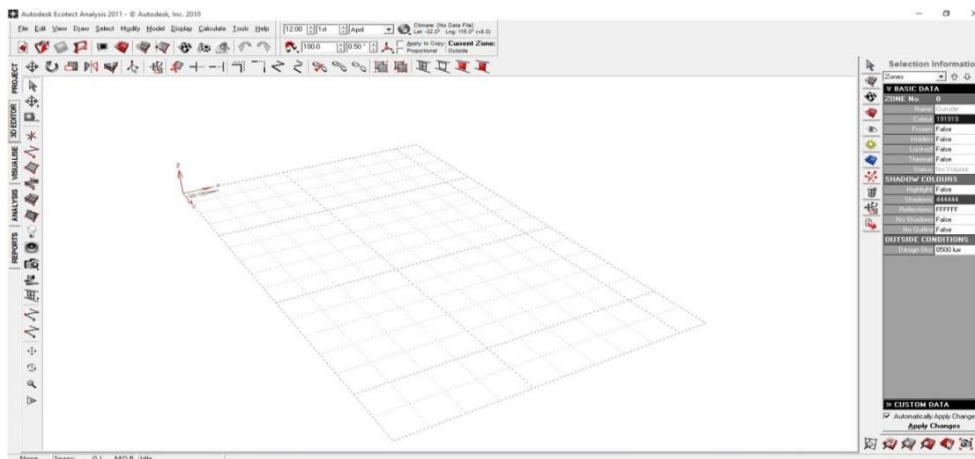 Autodesk Ecotect Analysis 2011 - © Autodesk, Inc. 2010
File Edit View Draw Select Modify Model Display Calculate Tools Help
12:00 1st April
Climate: [No Data File]
Lat: -32.0° Lng: 116.0° (+8.0)
100.0 0.50° Apply to Copy: Current Zone:
Proportional Outside
PROJECT
3D EDITOR
VISUALISE
ANALYSIS
REPORTS
Selection Informatio
Zones
BASIC DATA
ZONE No. 0
Name Outside
Colour 191919
Frozen False
Hidden False
Locked False
Thermal False
Status No Volume
SHADOW COLOURS
Highlight False
Shadows 444444
Reflections FFFFFF
No Shadows False
No Outline False
OUTSIDE CONDITIONS
Design Sky 8500 lux
CUSTOM DATA
Automatically Apply Change
Apply Changes
None Snaps: Idle